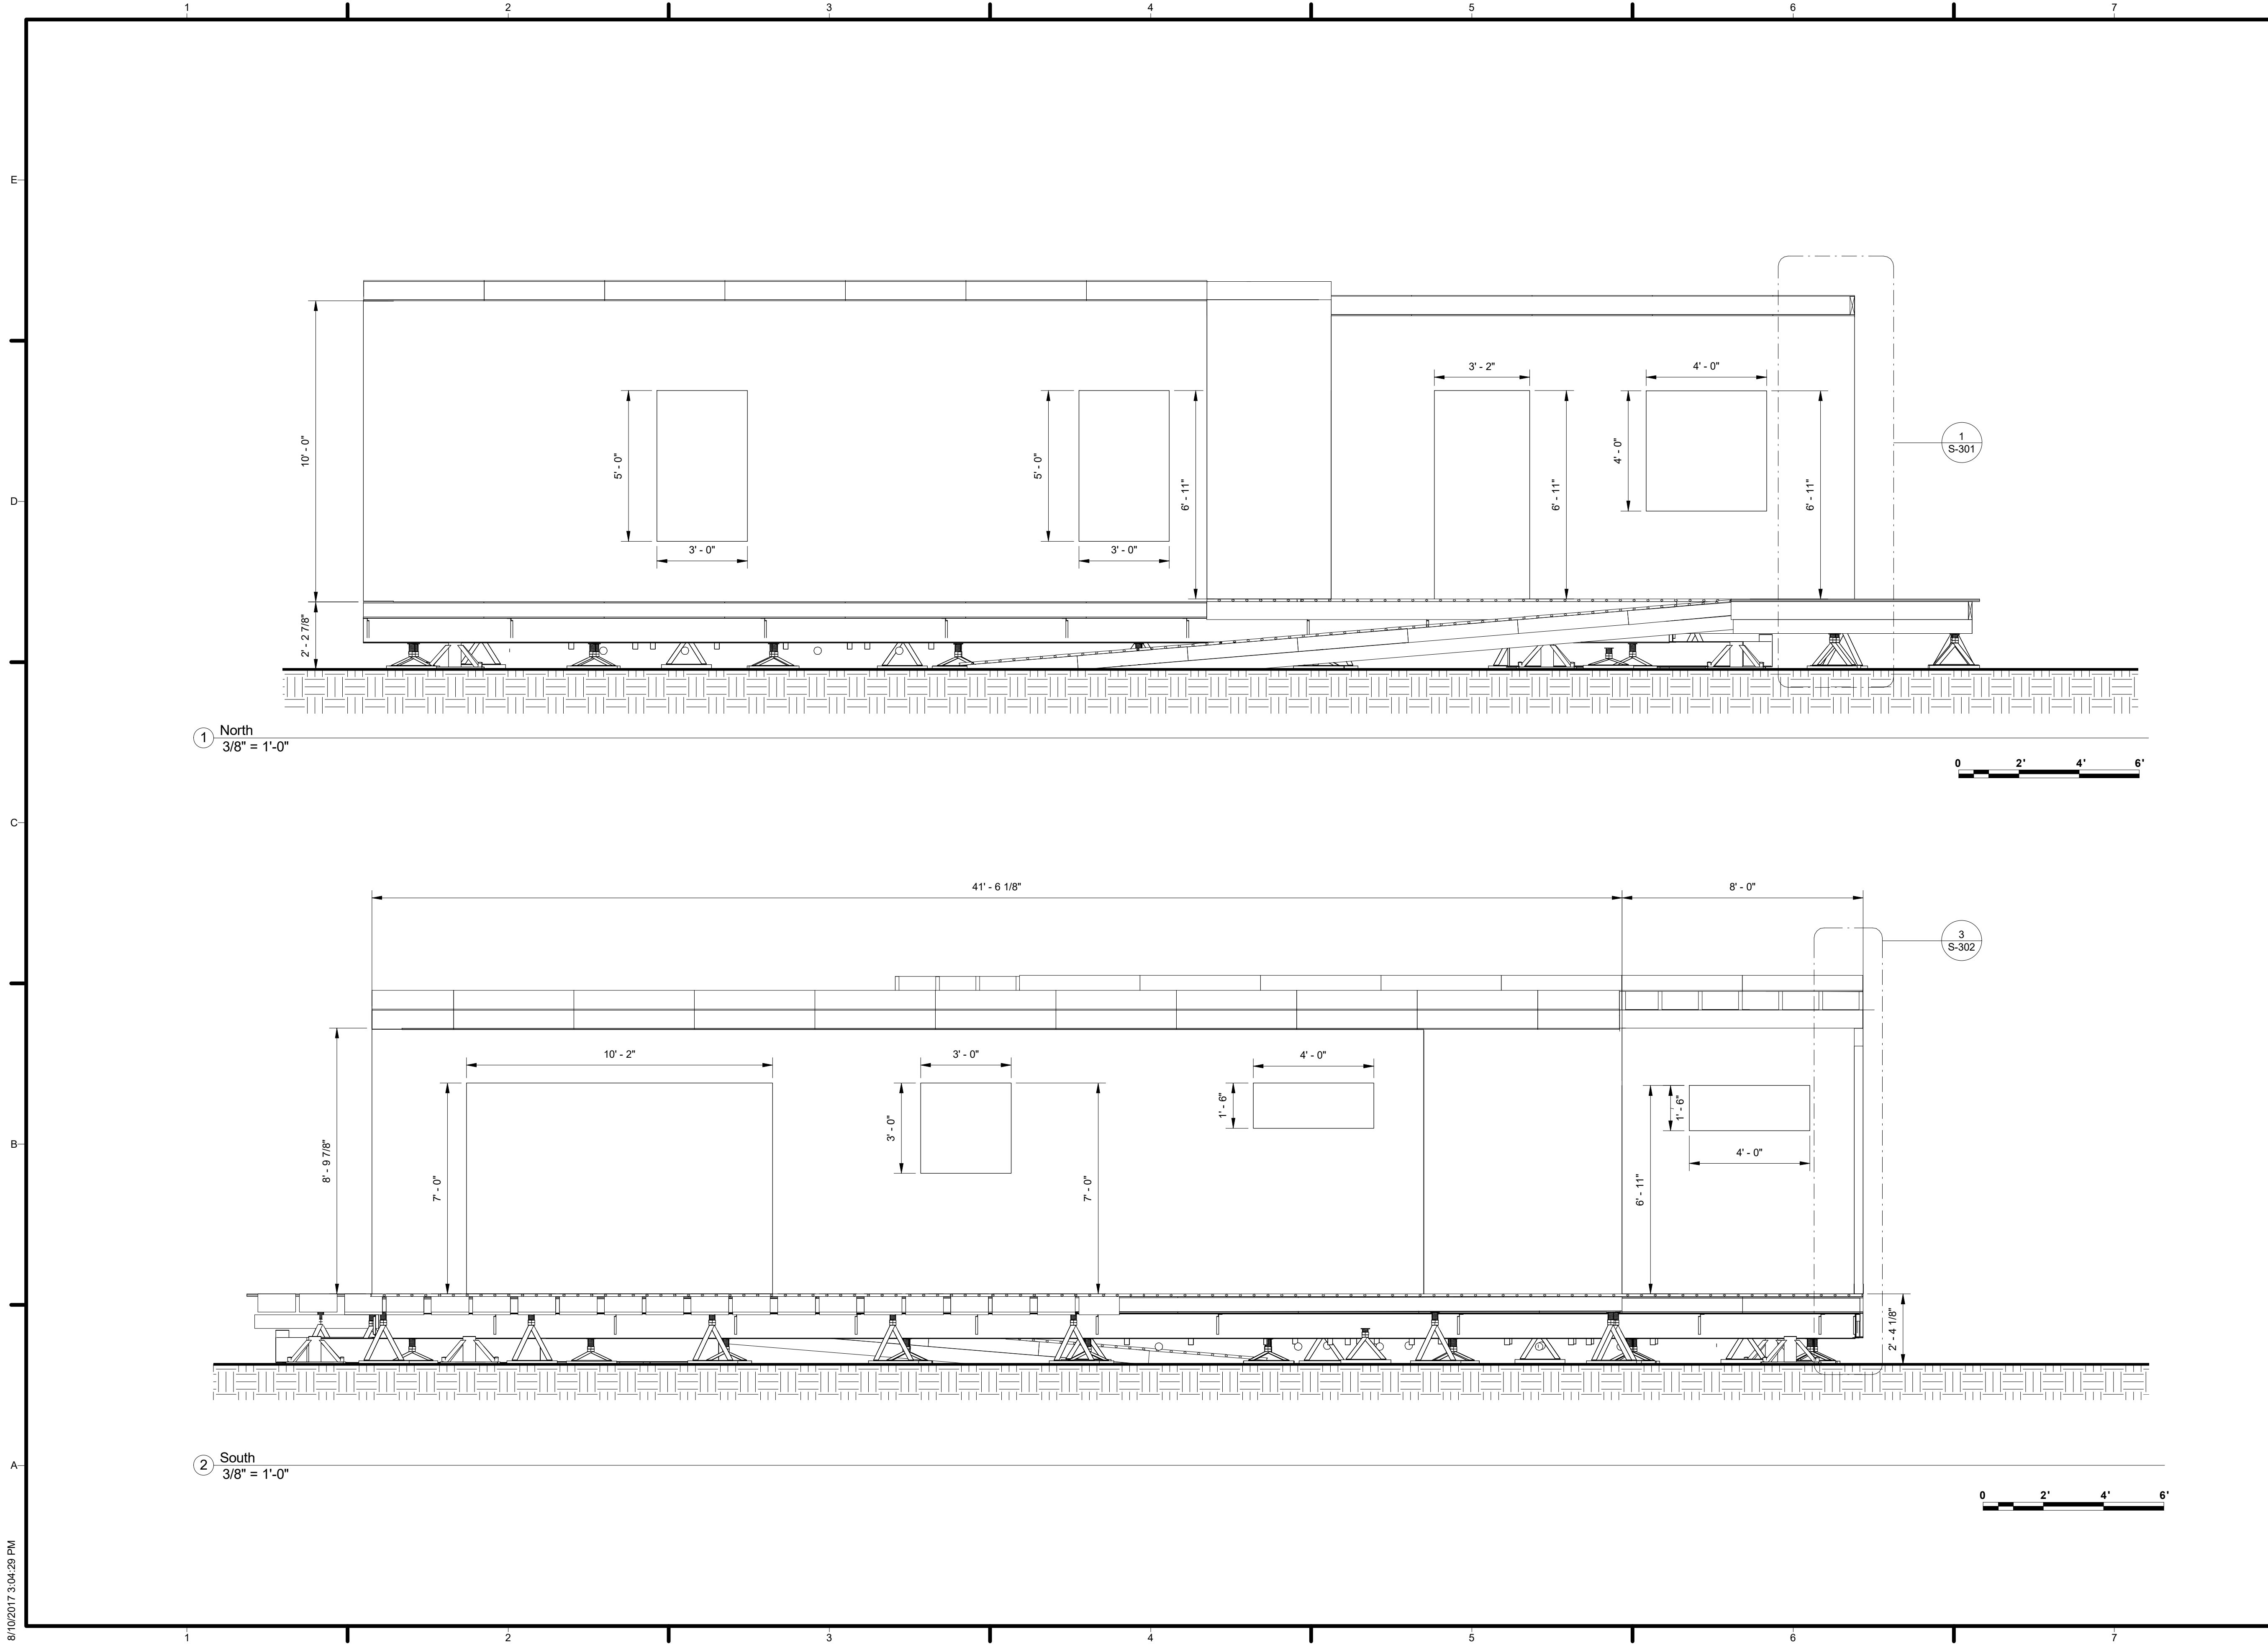 1 2 3 4 5 6 7
E
D
C
B
A
10' - 0"
2' - 2 7/8"
5' - 0"
3' - 0"
5' - 0"
3' - 0"
6' - 11"
3' - 2"
6' - 11"
4' - 0"
4' - 0"
6' - 11"
1
S-301
1 North
3/8" = 1'-0"
0 2' 4' 6'
41' - 6 1/8"
8' - 0"
3
S-302
8' - 9 7/8"
10' - 2"
7' - 0"
3' - 0"
3' - 0"
7' - 0"
4' - 0"
1' - 6"
6' - 11"
1' - 6"
4' - 0"
2' - 4 1/8"
2 South
3/8" = 1'-0"
0 2' 4' 6'
8/10/2017 3:04:29 PM
1 2 3 4 5 6 7